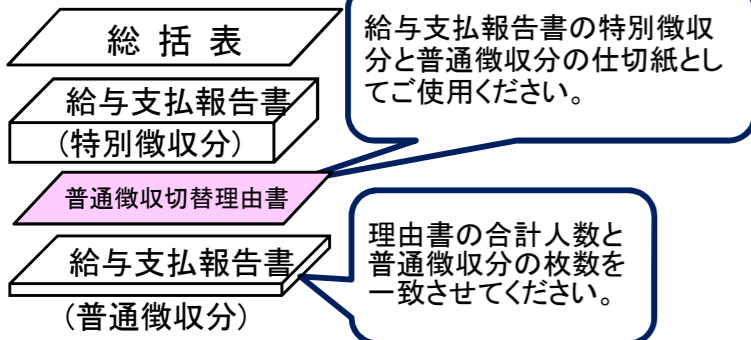 総括表
給与支払報告書の特別徴収
分と普通徴収分の仕切紙とし
てご使用ください。
給与支払報告書
(特別徴収分)
普通徴収切替理由書
給与支払報告書
(普通徴収分)
理由書の合計人数と
普通徴収分の枚数を
一致させてください。